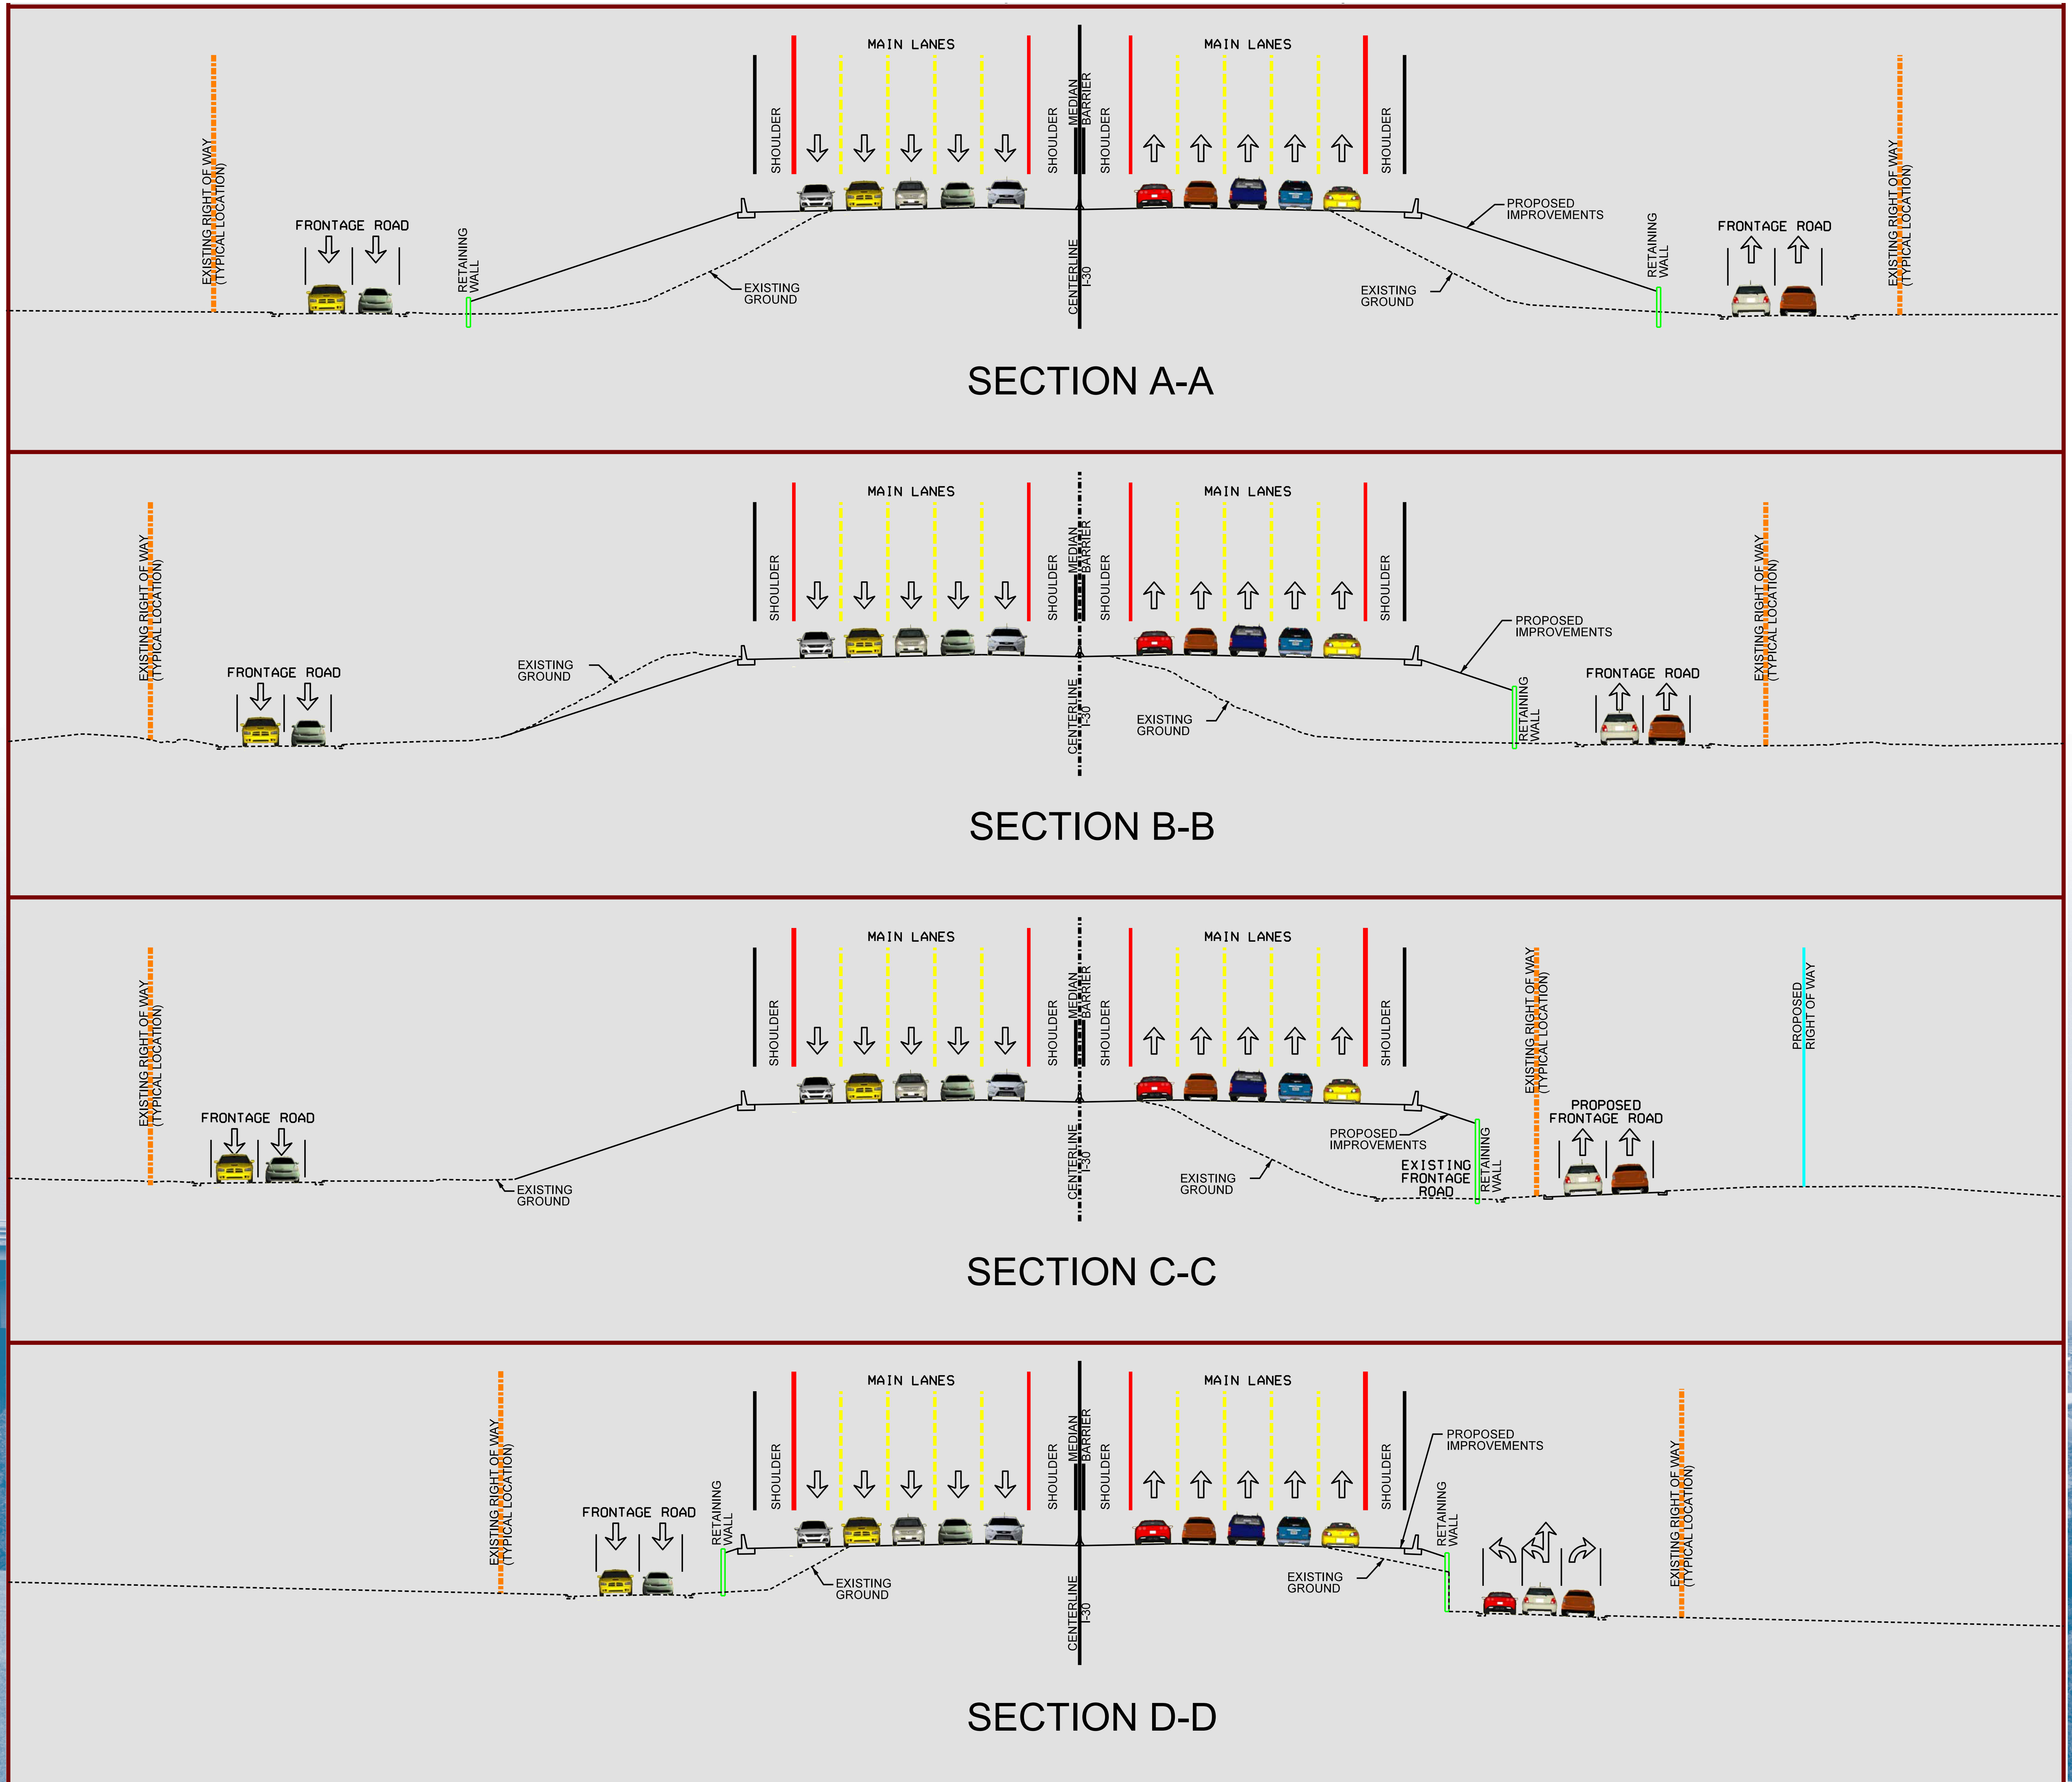 MAIN LANES
MAIN LANES
SHOULDER
SHOULDER
MEDIAN
BARRIER
SHOULDER
SHOULDER
EXISTING RIGHT OF WAY
(TYPICAL LOCATION)
FRONTAGE ROAD
RETAINING
WALL
EXISTING
GROUND
CENTERLINE
I-30
EXISTING
GROUND
PROPOSED
IMPROVEMENTS
RETAINING
WALL
FRONTAGE ROAD
EXISTING RIGHT OF WAY
(TYPICAL LOCATION)
SECTION A-A
MAIN LANES
MAIN LANES
SHOULDER
SHOULDER
MEDIAN
BARRIER
SHOULDER
SHOULDER
EXISTING RIGHT OF WAY
(TYPICAL LOCATION)
FRONTAGE ROAD
EXISTING
GROUND
CENTERLINE
I-30
EXISTING
GROUND
PROPOSED
IMPROVEMENTS
RETAINING
WALL
FRONTAGE ROAD
EXISTING RIGHT OF WAY
(TYPICAL LOCATION)
SECTION B-B
MAIN LANES
MAIN LANES
SHOULDER
SHOULDER
MEDIAN
BARRIER
SHOULDER
SHOULDER
EXISTING RIGHT OF WAY
(TYPICAL LOCATION)
FRONTAGE ROAD
EXISTING
GROUND
CENTERLINE
I-30
EXISTING
GROUND
PROPOSED
IMPROVEMENTS
EXISTING
FRONTAGE
ROAD
RETAINING
WALL
EXISTING RIGHT OF WAY
(TYPICAL LOCATION)
PROPOSED
FRONTAGE ROAD
PROPOSED
RIGHT OF WAY
SECTION C-C
MAIN LANES
MAIN LANES
SHOULDER
SHOULDER
MEDIAN
BARRIER
SHOULDER
SHOULDER
EXISTING RIGHT OF WAY
(TYPICAL LOCATION)
FRONTAGE ROAD
RETAINING
WALL
EXISTING
GROUND
CENTERLINE
I-30
EXISTING
GROUND
PROPOSED
IMPROVEMENTS
RETAINING
WALL
EXISTING RIGHT OF WAY
(TYPICAL LOCATION)
SECTION D-D